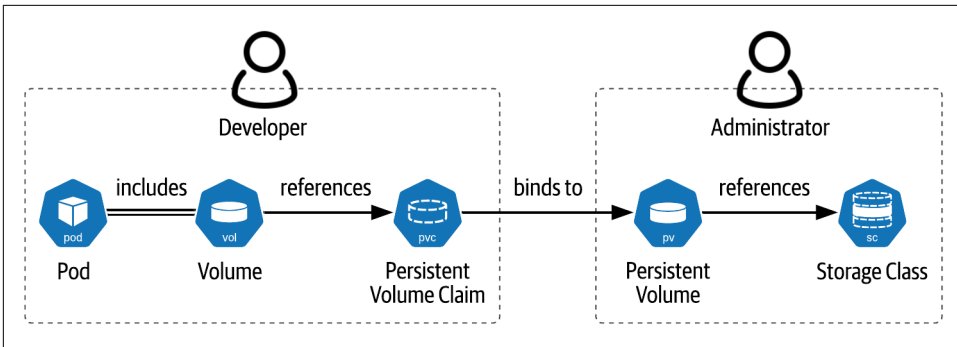 Developer
Administrator
includes
references
binds to
references
pod
vol
pvc
pv
sc
Pod
Volume
Persistent
Volume Claim
Persistent
Volume
Storage Class